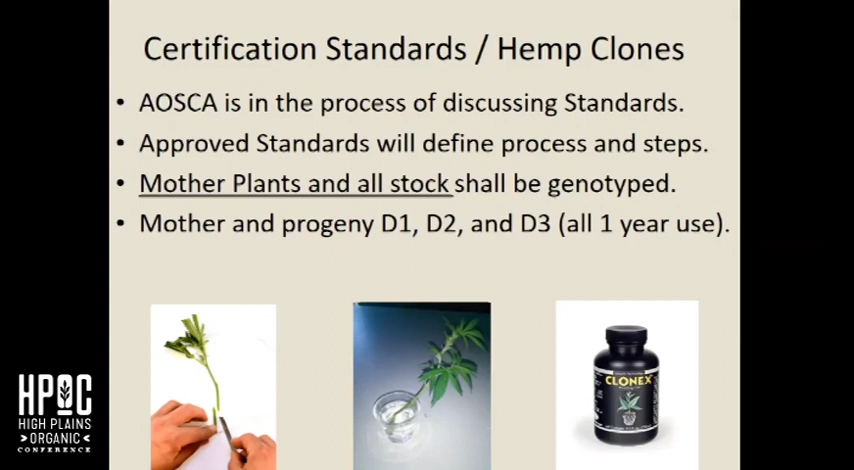 Certification Standards / Hemp Clones
• AOSCA is in the process of discussing Standards.
• Approved Standards will define process and steps.
• Mother Plants and all stock shall be genotyped.
• Mother and progeny D1, D2, and D3 (all 1 year use).
CLONEX
HPOC
HIGH PLAINS
ORGANIC
CONFERENCE